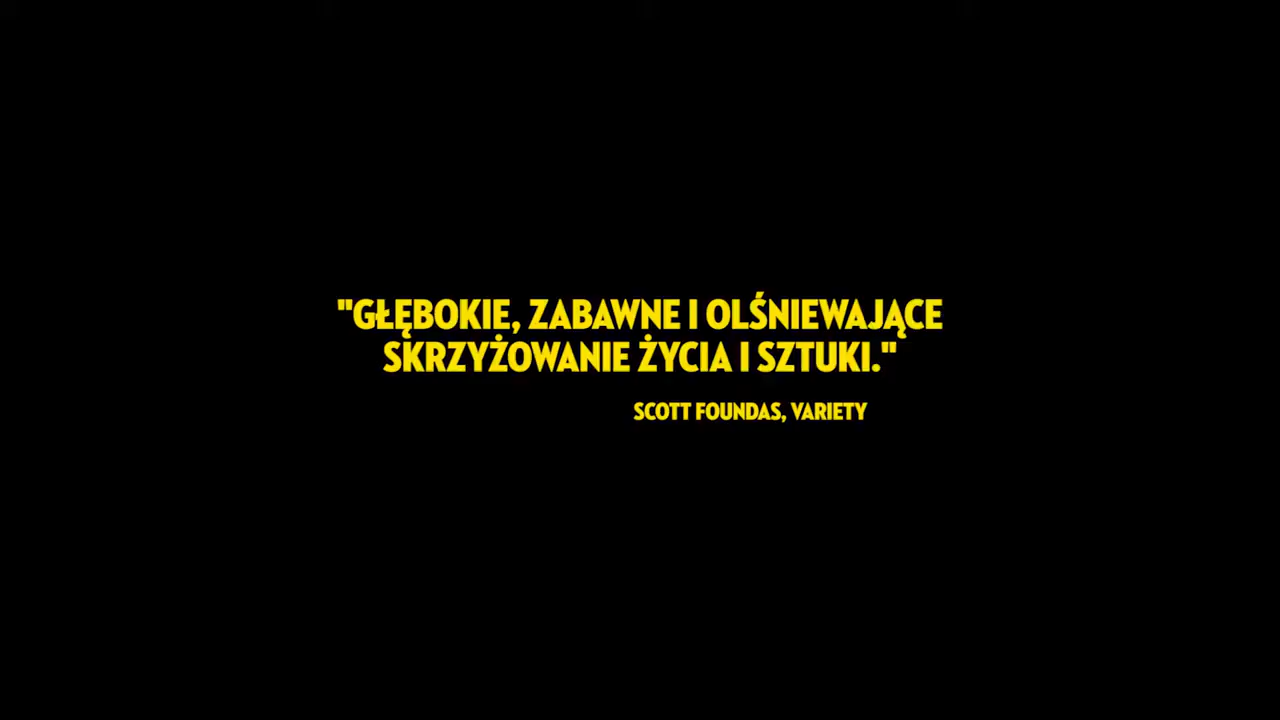 "GŁĘBOKIE, ZABAWNE I OLŚNIEWAJĄCE
SKRZYŻOWANIE ŻYCIA I SZTUKI."
SCOTT FOUNDAS, VARIETY